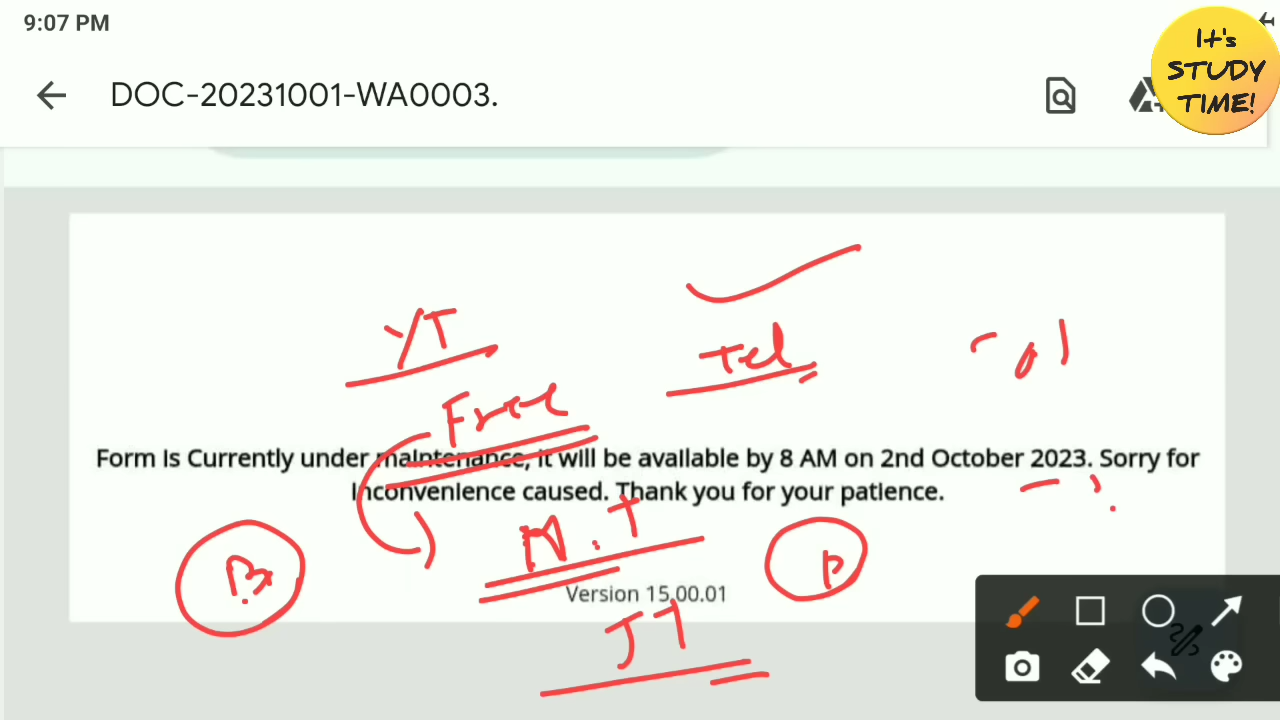 9:07 PM
It's
STUDY
TIME!
DOC-20231001-WA0003.
YT
Tel
Free
Form is Currently under maintenance, it will be available by 8 AM on 2nd October 2023. Sorry for
inconvenience caused. Thank you for your patience.
N.T
B
P
Version 15.00.01
JT